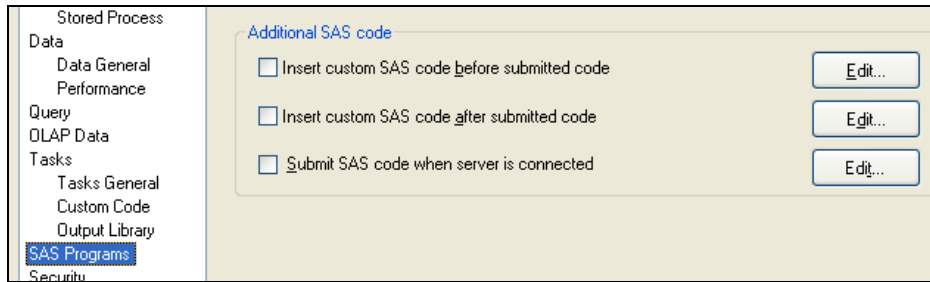 Stored Process
Data
Data General
Performance
Query
OLAP Data
Tasks
Tasks General
Custom Code
Output Library
SAS Programs
Security
Additional SAS code
Insert custom SAS code before submitted code
Edit...
Insert custom SAS code after submitted code
Edit...
Submit SAS code when server is connected
Edit...